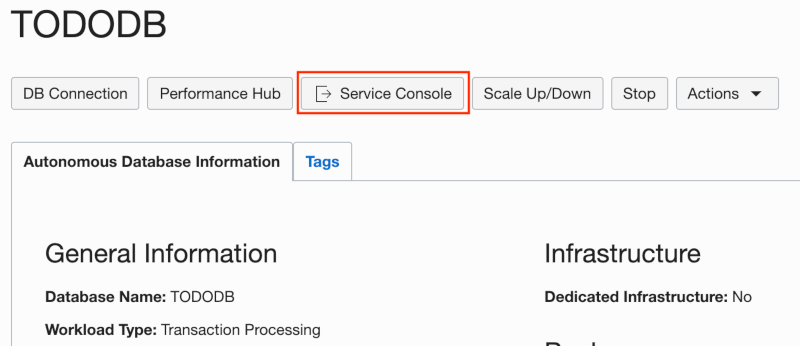 TODODB
DB Connection Performance Hub Service Console Scale Up/Down Stop Actions
Autonomous Database Information Tags
General Information
Database Name: TODODB
Workload Type: Transaction Processing
Infrastructure
Dedicated Infrastructure: No